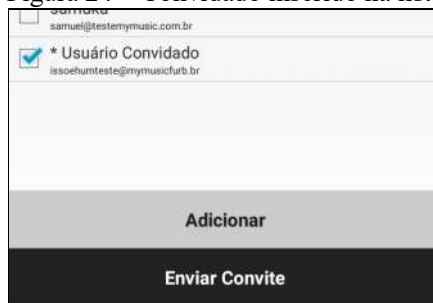 samuel@testemymusic.com.br
* Usuário Convidado
issoehumteste@mymusicfurb.br
Adicionar
Enviar Convite